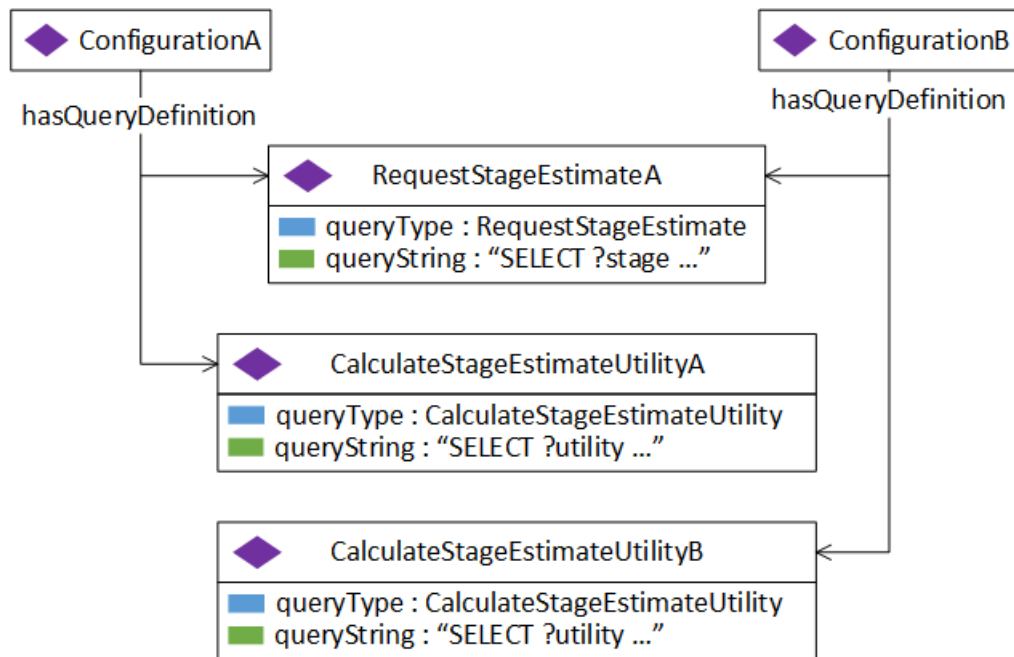 ConfigurationA
ConfigurationB
hasQueryDefinition
hasQueryDefinition
RequestStageEstimateA
queryType : RequestStageEstimate
queryString : “SELECT ?stage ...”
CalculateStageEstimateUtilityA
queryType : CalculateStageEstimateUtility
queryString : “SELECT ?utility ...”
CalculateStageEstimateUtilityB
queryType : CalculateStageEstimateUtility
queryString : “SELECT ?utility ...”